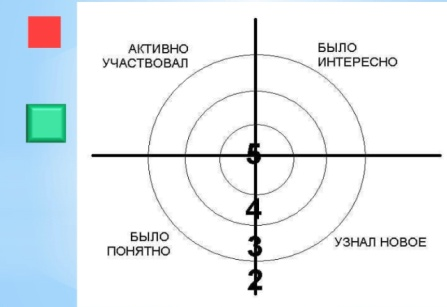 АКТИВНО
УЧАСТВОВАЛ
БЫЛО
ИНТЕРЕСНО
5
4
3
2
БЫЛО
ПОНЯТНО
УЗНАЛ НОВОЕ